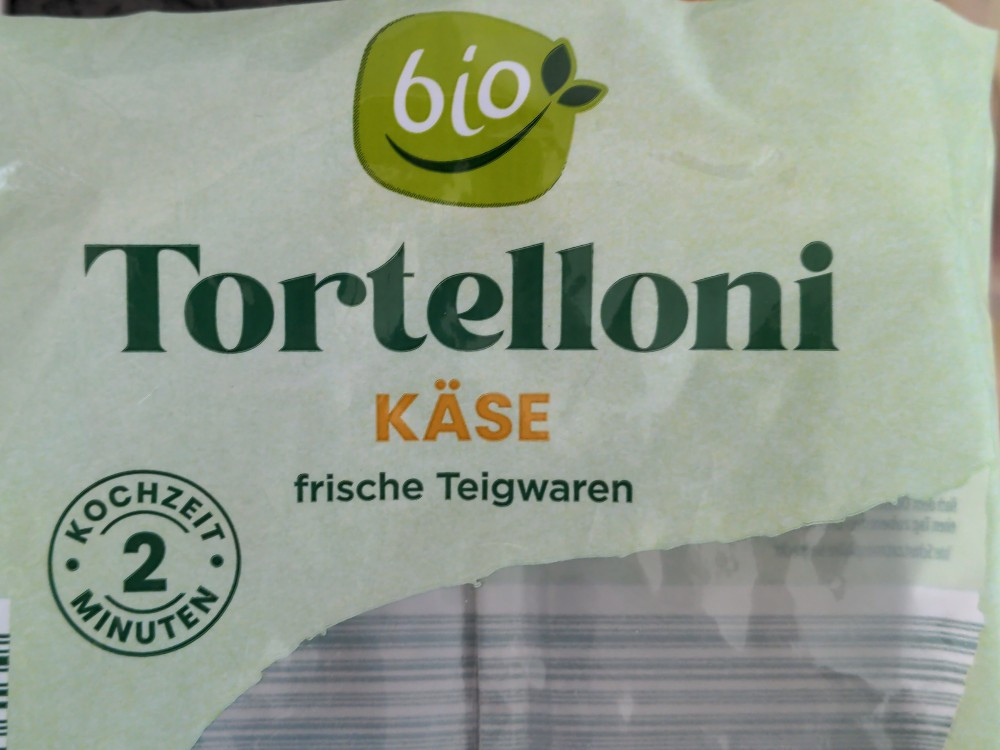 bio
Tortelloni
KÄSE
frische Teigwaren
KOCHZEIT
2
MINUTEN